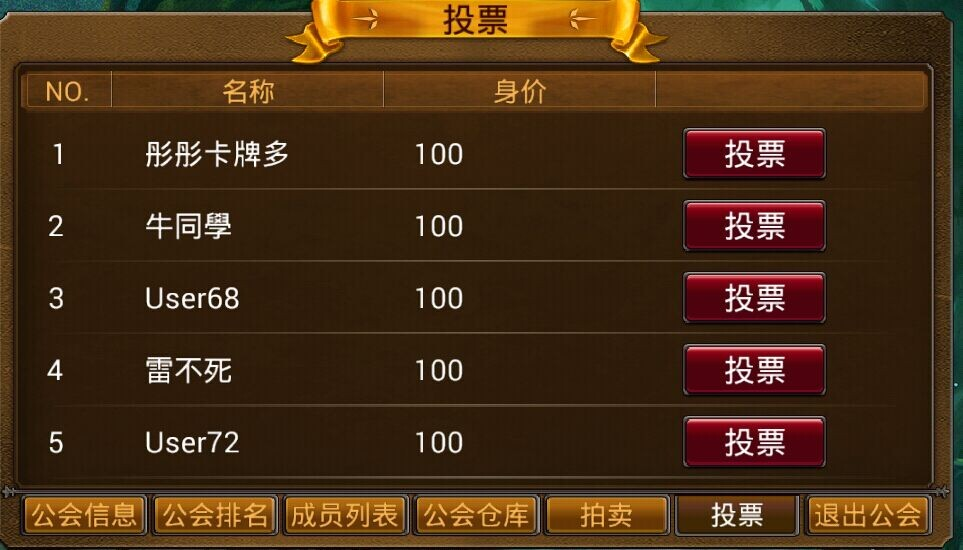 投票
NO. 名称 身价
1 彤彤卡牌多 100 投票
2 牛同學 100 投票
3 User68 100 投票
4 雷不死 100 投票
5 User72 100 投票
公会信息 公会排名 成员列表 公会仓库 拍卖 投票 退出公会